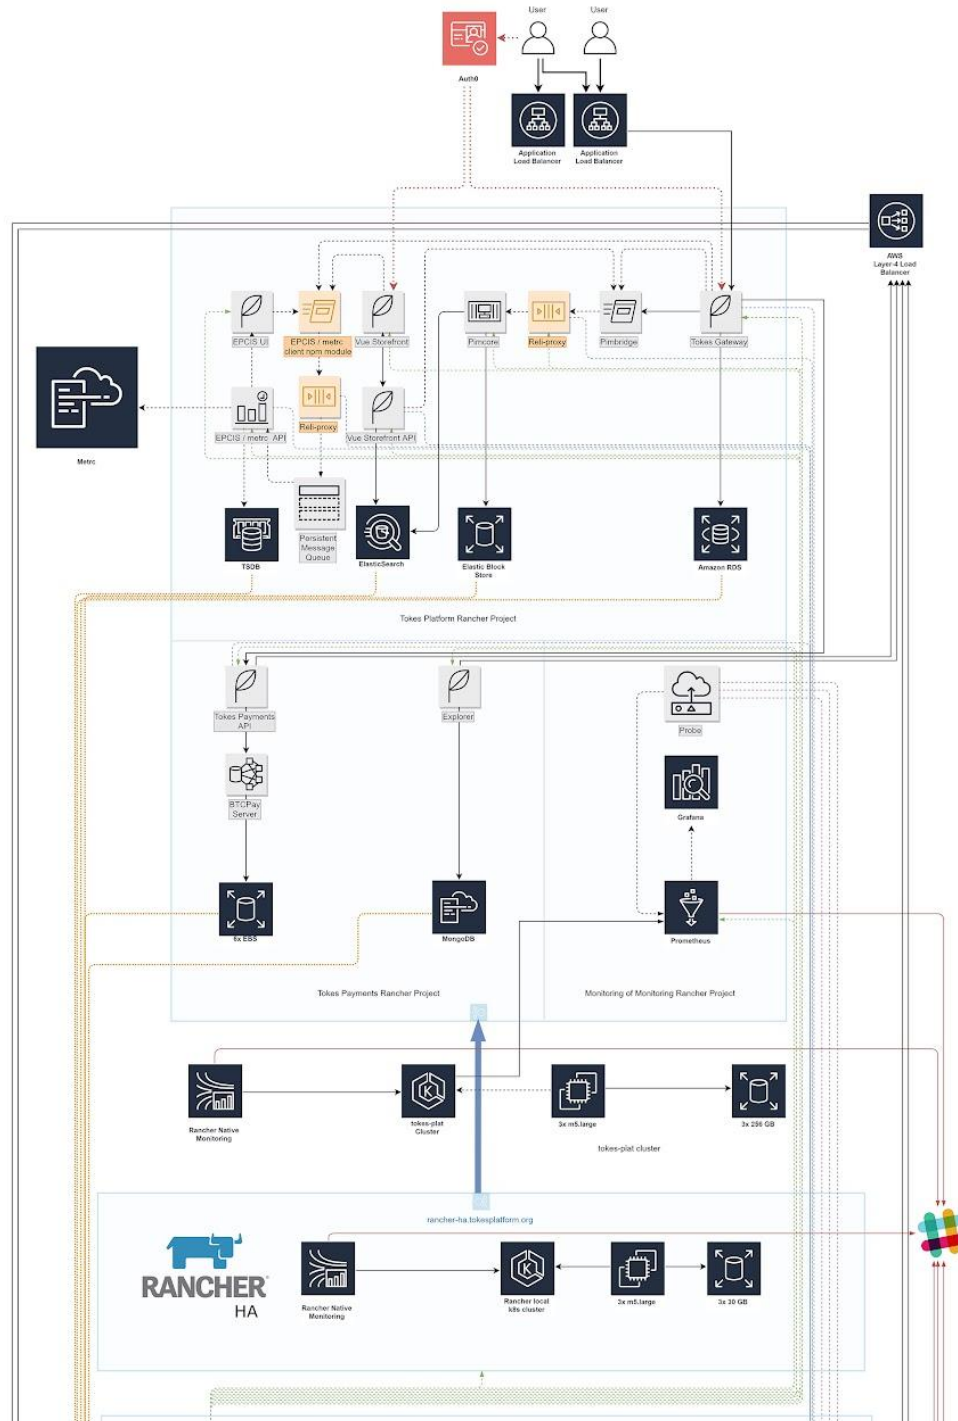 User
User
Auth0
Application
Load Balancer
Application
Load Balancer
AWS
Layer-4 Load
Balancer
EPCIS UI
EPCIS / metrc
client npm module
Vue Storefront
Pimcore
Reli-proxy
Pimbridge
Tokes Gateway
Metrc
EPCIS / metrc API
Reli-proxy
Vue Storefront API
Persistent
Message
Queue
TSDB
ElasticSearch
Elastic Block
Store
Amazon RDS
Tokes Platform Rancher Project
Tokes Payments
API
Explorer
Probe
BTCPay
Server
Grafana
6x EBS
MongoDB
Prometheus
Tokes Payments Rancher Project
Monitoring of Monitoring Rancher Project
Rancher Native
Monitoring
tokes-plat
Cluster
3x m5.large
3x 256 GB
tokes-plat cluster
rancher-ha.tokesplatform.org
RANCHER
HA
Rancher Native
Monitoring
Rancher local
k8s cluster
3x m5.large
3x 30 GB